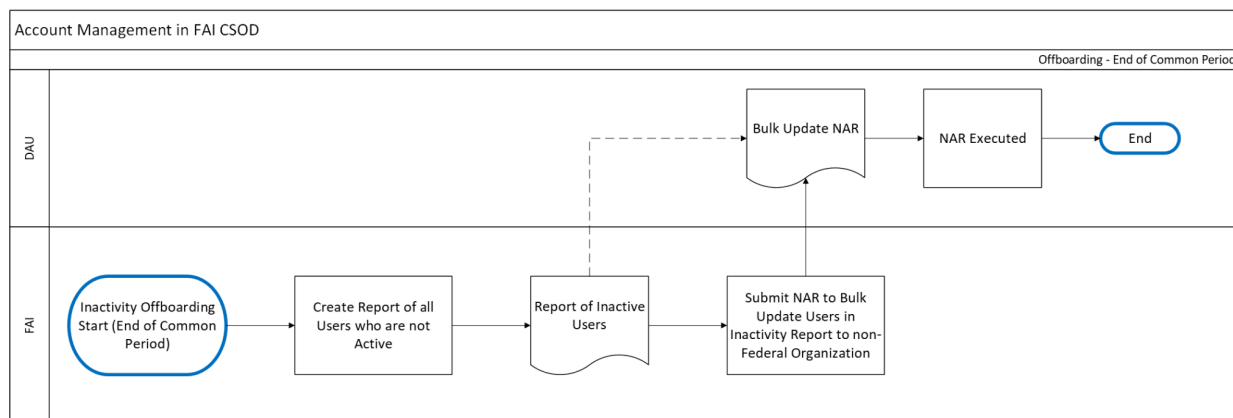 Account Management in FAI CSOD
Offboarding - End of Common Period
DAU
Bulk Update NAR
NAR Executed
End
FAI
Inactivity Offboarding
Start (End of Common
Period)
Create Report of all
Users who are not
Active
Report of Inactive
Users
Submit NAR to Bulk
Update Users in
Inactivity Report to non-
Federal Organization